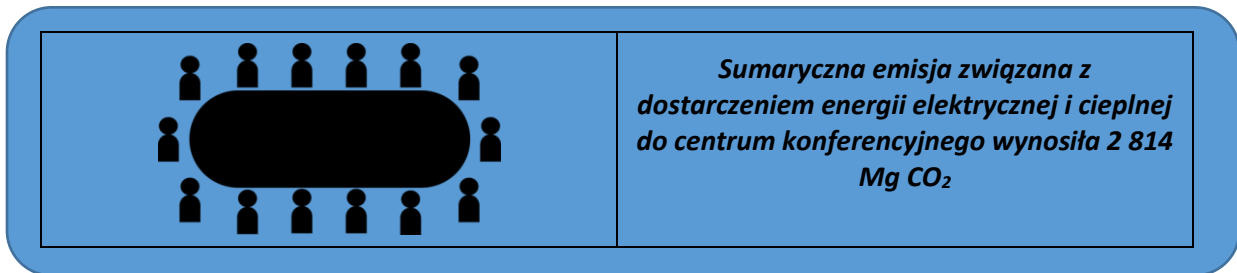 Sumaryczna emisja związana z
dostarczeniem energii elektrycznej i cieplnej
do centrum konferencyjnego wynosiła 2 814
Mg CO₂